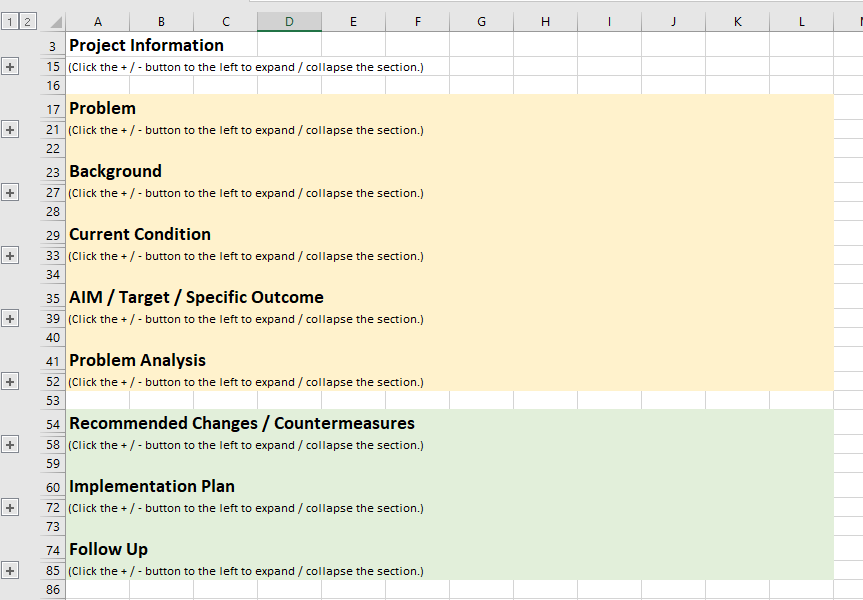 1 2 A B C D E F G H I J K L
3 Project Information
15 (Click the + / - button to the left to expand / collapse the section.)
16
17 Problem
21 (Click the + / - button to the left to expand / collapse the section.)
22
23 Background
27 (Click the + / - button to the left to expand / collapse the section.)
28
29 Current Condition
33 (Click the + / - button to the left to expand / collapse the section.)
34
35 AIM / Target / Specific Outcome
39 (Click the + / - button to the left to expand / collapse the section.)
40
41 Problem Analysis
52 (Click the + / - button to the left to expand / collapse the section.)
53
54 Recommended Changes / Countermeasures
58 (Click the + / - button to the left to expand / collapse the section.)
59
60 Implementation Plan
72 (Click the + / - button to the left to expand / collapse the section.)
73
74 Follow Up
85 (Click the + / - button to the left to expand / collapse the section.)
86